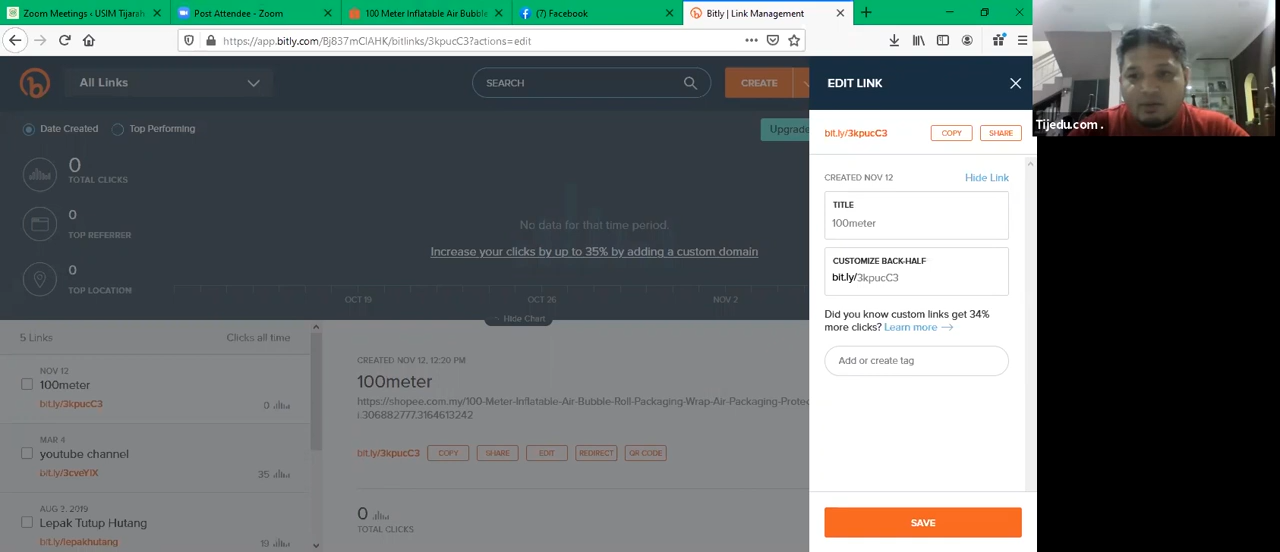 Zoom Meetings - USIM Tijarah
Post Attendee - Zoom
100 Meter Inflatable Air Bubble
(7) Facebook
Bitly | Link Management
https://app.bitly.com/Bj837mClAHK/bitlinks/3kpucC3?actions=edit
All Links
SEARCH
CREATE
EDIT LINK
Tijedu.com .
Date Created
Top Performing
Upgrade
bit.ly/3kpucC3
COPY
SHARE
0
TOTAL CLICKS
0
TOP REFERRER
0
TOP LOCATION
No data for that time period.
Increase your clicks by up to 35% by adding a custom domain
OCT 19
OCT 26
NOV 2
Hide Chart
CREATED NOV 12
Hide Link
TITLE
100meter
CUSTOMIZE BACK-HALF
bit.ly/3kpucC3
Did you know custom links get 34%
more clicks? Learn more
Add or create tag
SAVE
5 Links
Clicks all time
NOV 12
100meter
bit.ly/3kpucC3
0
MAR 4
youtube channel
bit.ly/3cveYIX
35
AUG 2, 2019
Lepak Tutup Hutang
bit.ly/lepakhutang
19
CREATED NOV 12, 12:20 PM
100meter
https://shopee.com.my/100-Meter-Inflatable-Air-Bubble-Roll-Packaging-Wrap-Air-Packaging-Protec
i.306882777.3164613242
bit.ly/3kpucC3
COPY
SHARE
EDIT
REDIRECT
QR CODE
0
TOTAL CLICKS